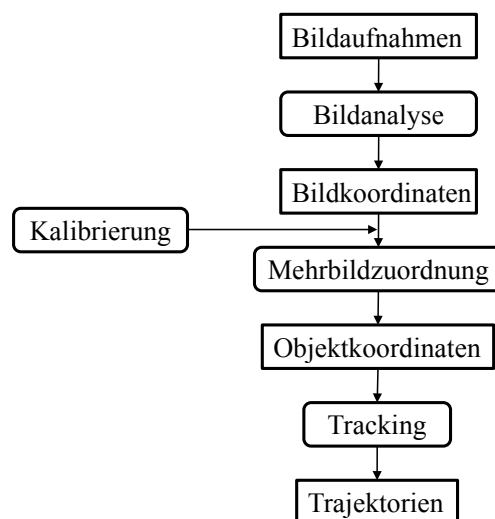 Bildaufnahmen
Bildanalyse
Bildkoordinaten
Kalibrierung
Mehrbildzuordnung
Objektkoordinaten
Tracking
Trajektorien